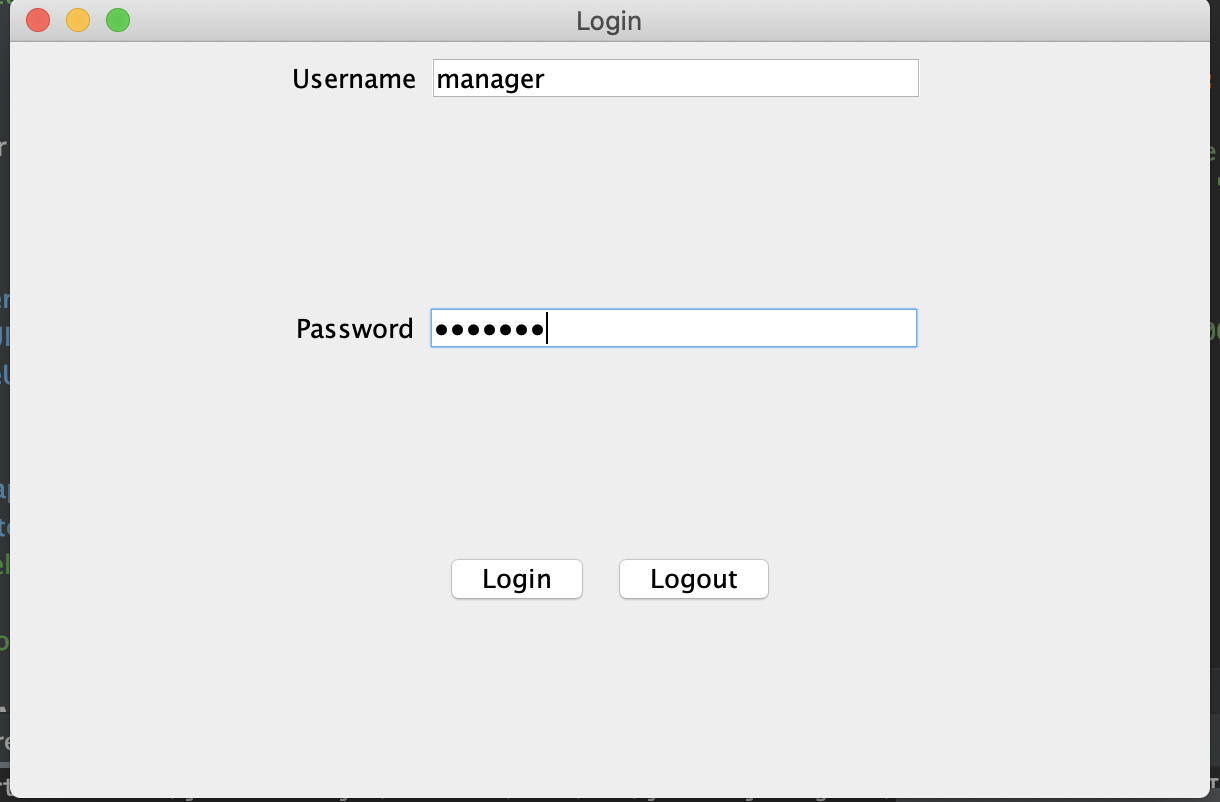 Login
Username manager
Password •••••••
Login Logout